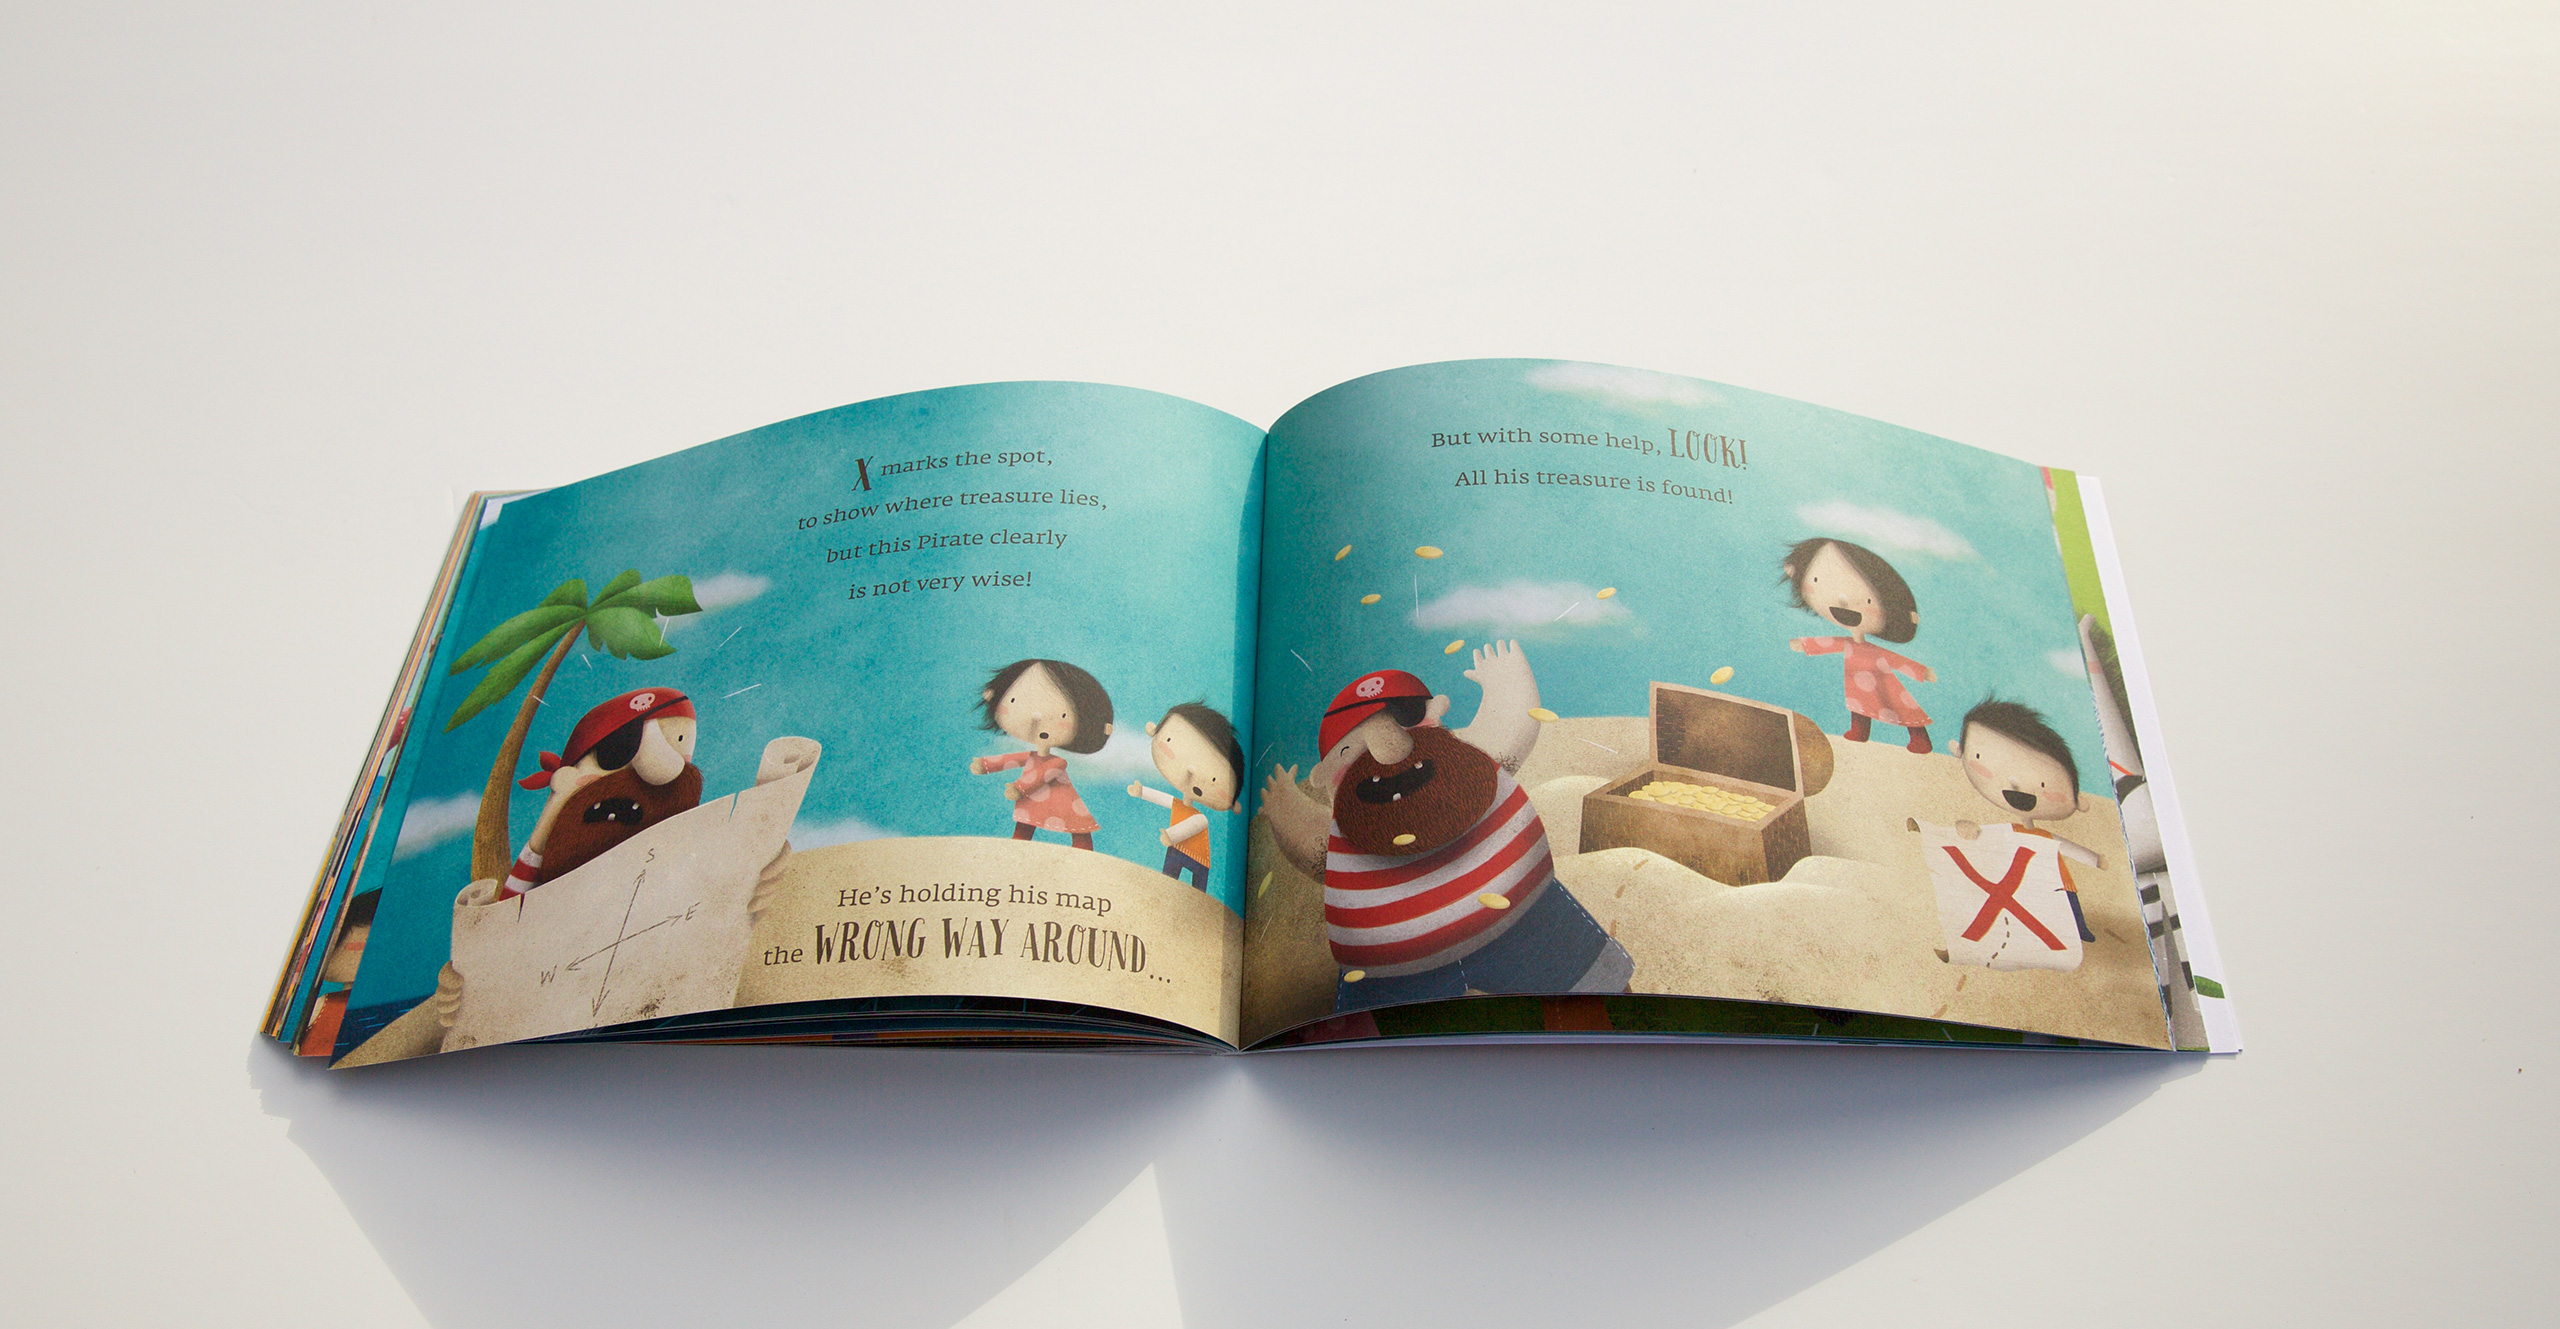 X marks the spot,
to show where treasure lies,
but this Pirate clearly
is not very wise!
S
E
W
He's holding his map
the WRONG WAY AROUND...
But with some help, LOOK!
All his treasure is found!
X